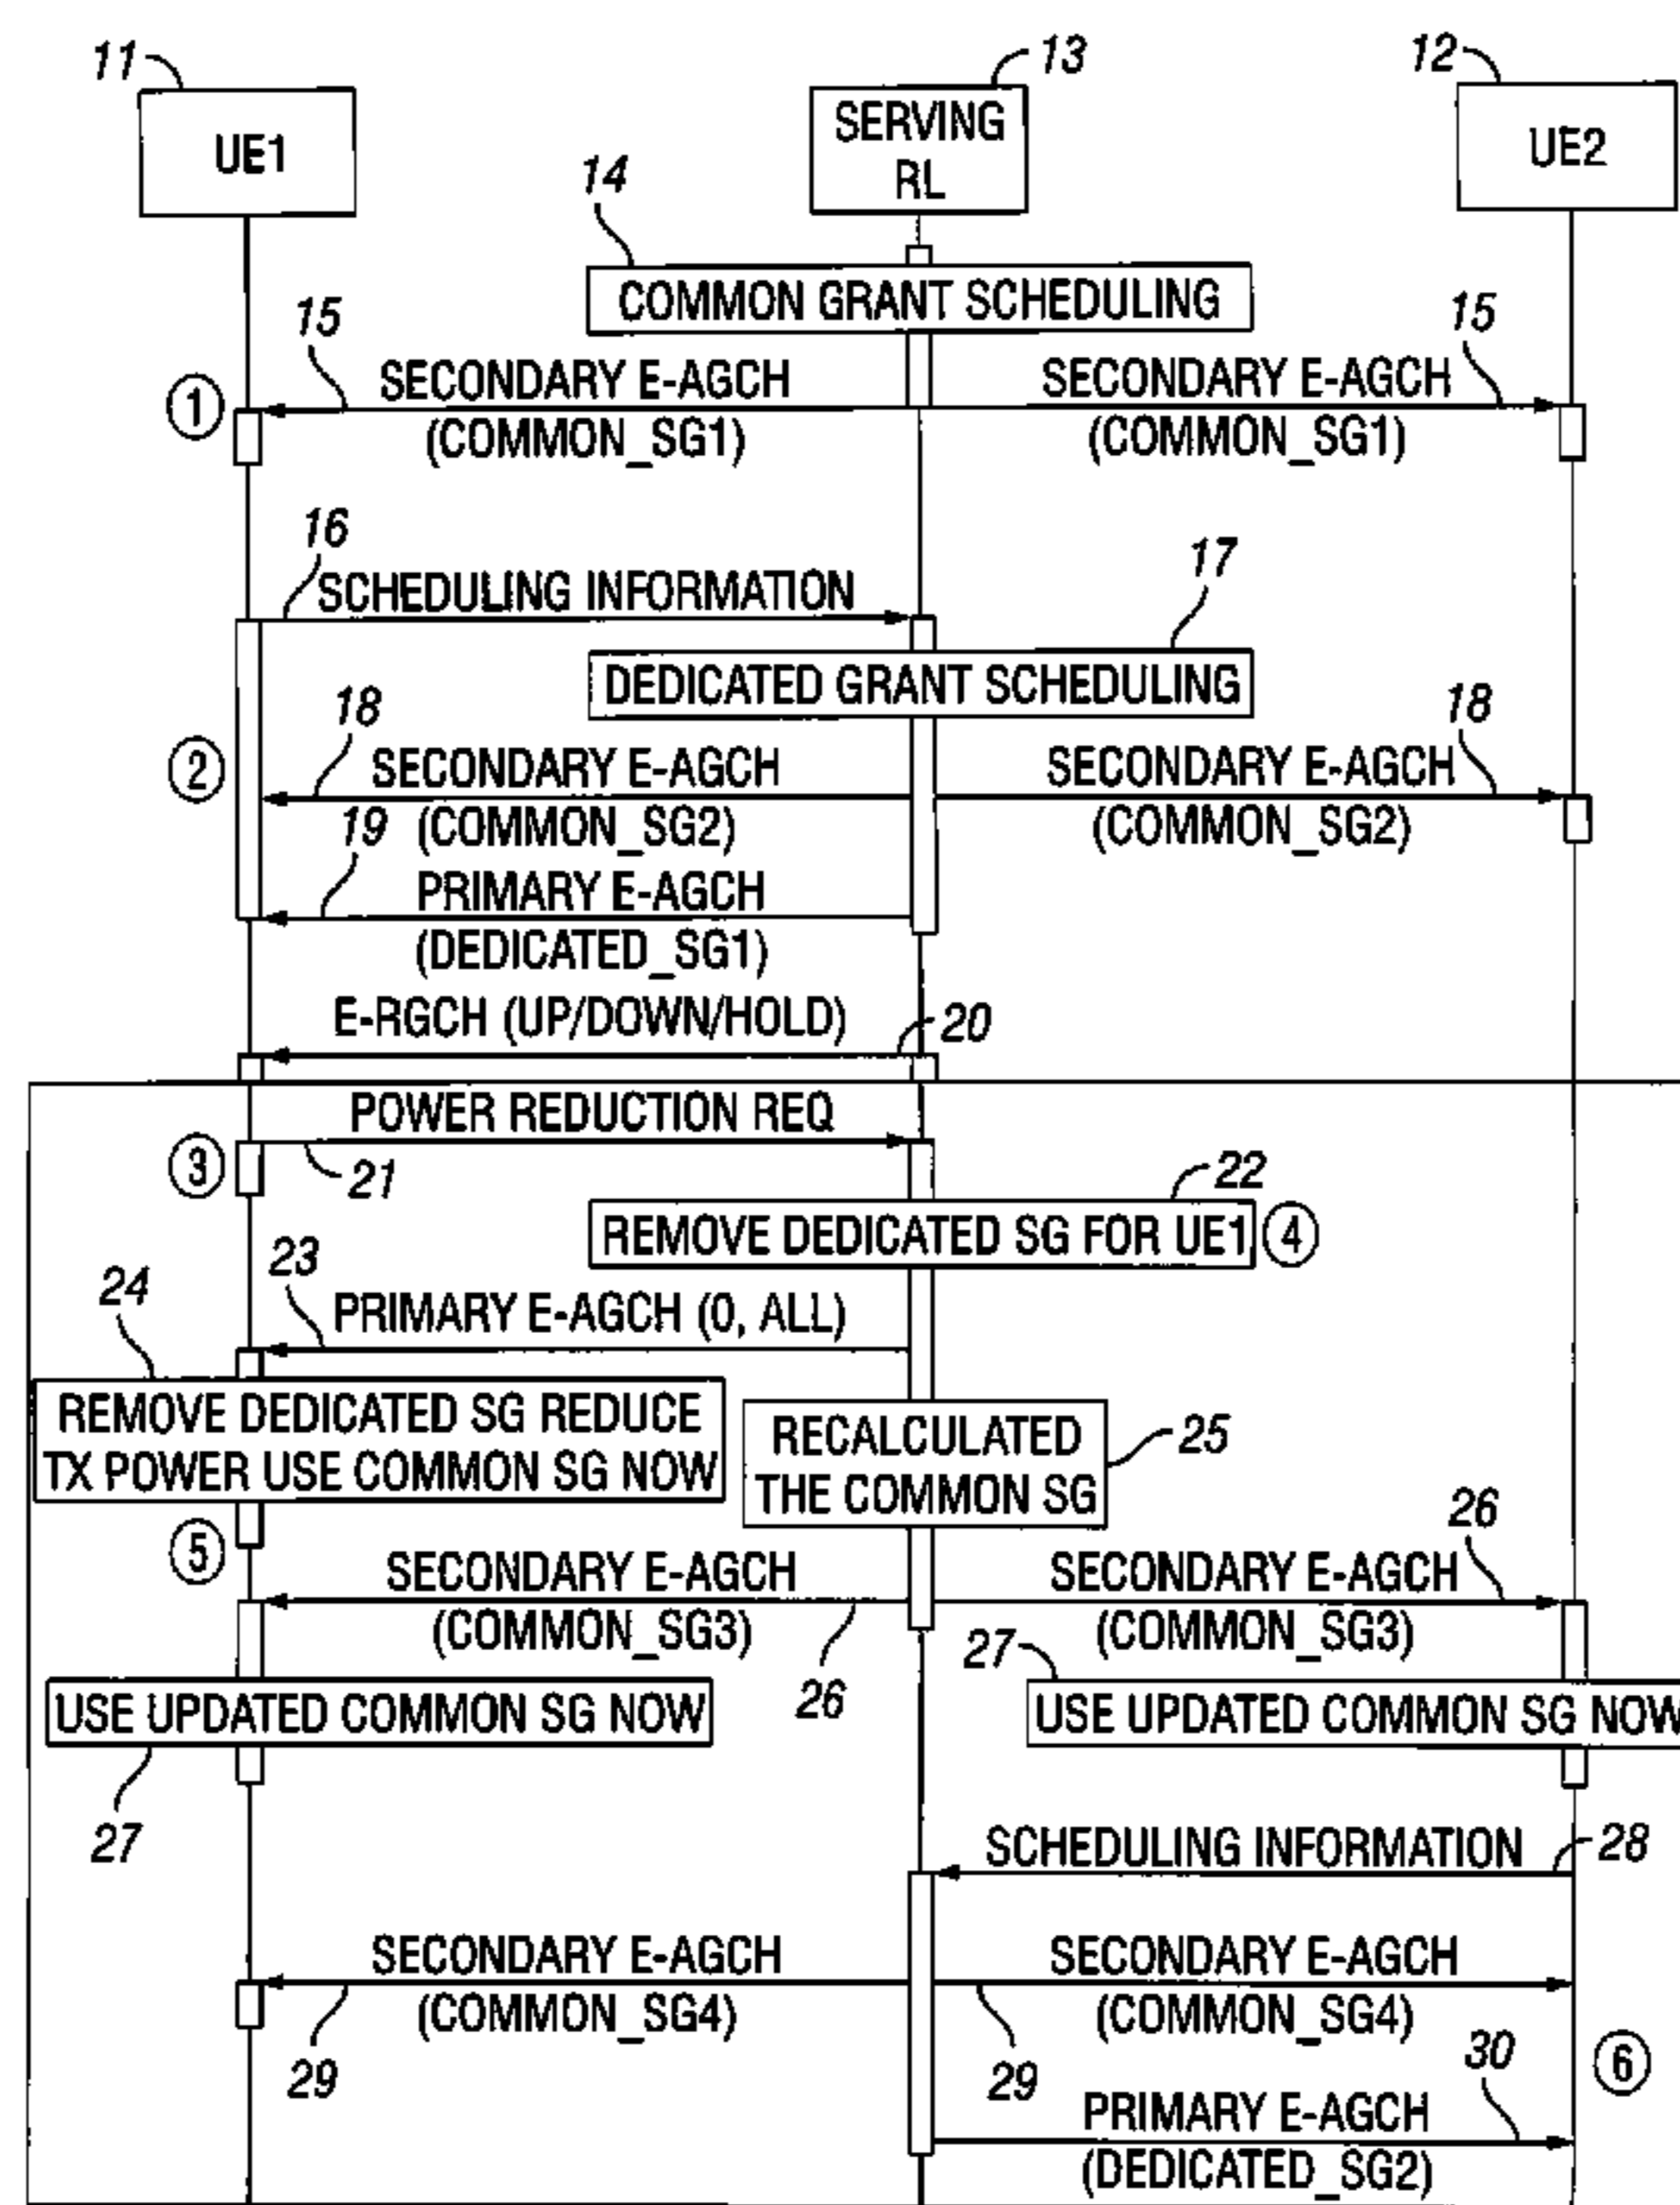 11
13
12
UE1
SERVING
RL
UE2
14
COMMON GRANT SCHEDULING
15
15
SECONDARY E-AGCH
SECONDARY E-AGCH
1
(COMMON_SG1)
(COMMON_SG1)
16
17
SCHEDULING INFORMATION
DEDICATED GRANT SCHEDULING
18
18
2
SECONDARY E-AGCH
SECONDARY E-AGCH
19
(COMMON_SG2)
(COMMON_SG2)
PRIMARY E-AGCH
(DEDICATED_SG1)
E-RGCH (UP/DOWN/HOLD)
20
POWER REDUCTION REQ
3
21
22
REMOVE DEDICATED SG FOR UE1
4
23
24
PRIMARY E-AGCH (0, ALL)
REMOVE DEDICATED SG REDUCE
TX POWER USE COMMON SG NOW
RECALCULATED
THE COMMON SG
25
26
5
SECONDARY E-AGCH
SECONDARY E-AGCH
(COMMON_SG3)
(COMMON_SG3)
26
27
USE UPDATED COMMON SG NOW
USE UPDATED COMMON SG NOW
27
SCHEDULING INFORMATION
28
SECONDARY E-AGCH
SECONDARY E-AGCH
(COMMON_SG4)
(COMMON_SG4)
29
29
30
6
PRIMARY E-AGCH
(DEDICATED_SG2)